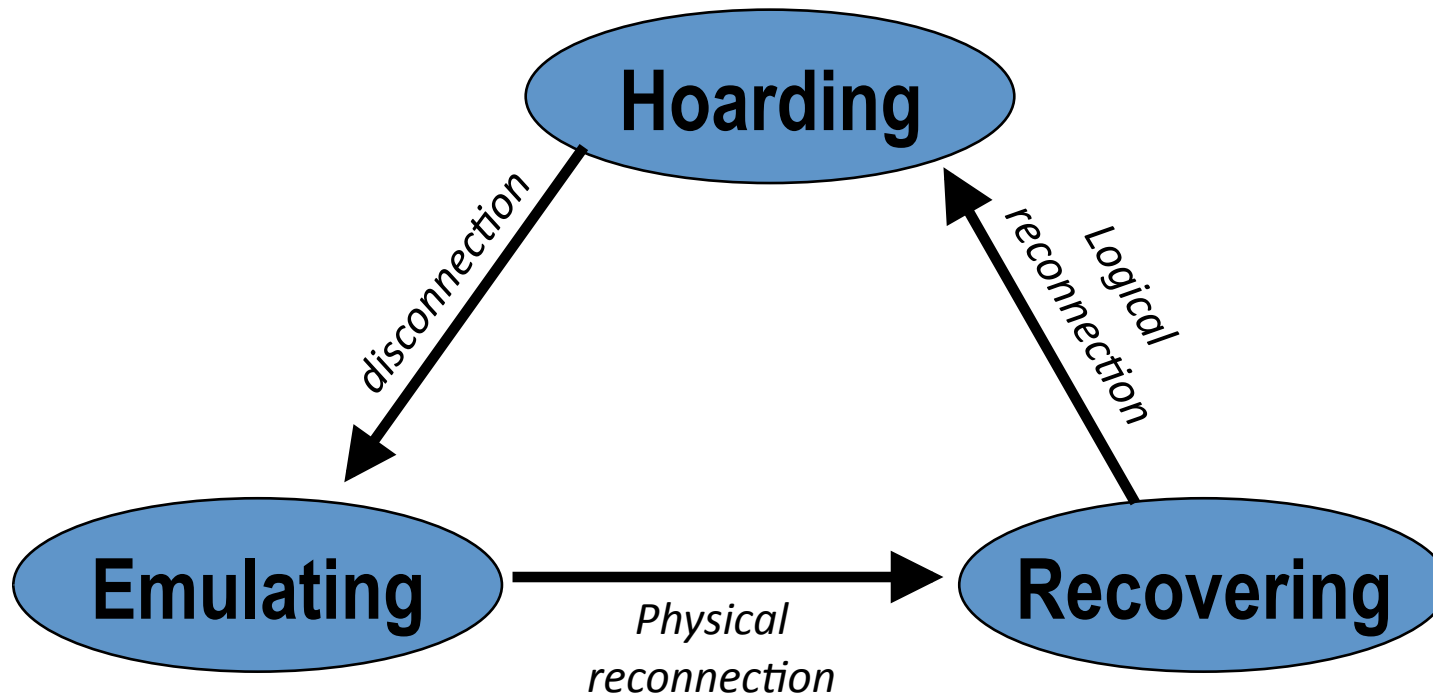 Hoarding
disconnection
Logical
reconnection
Emulating
Physical
reconnection
Recovering